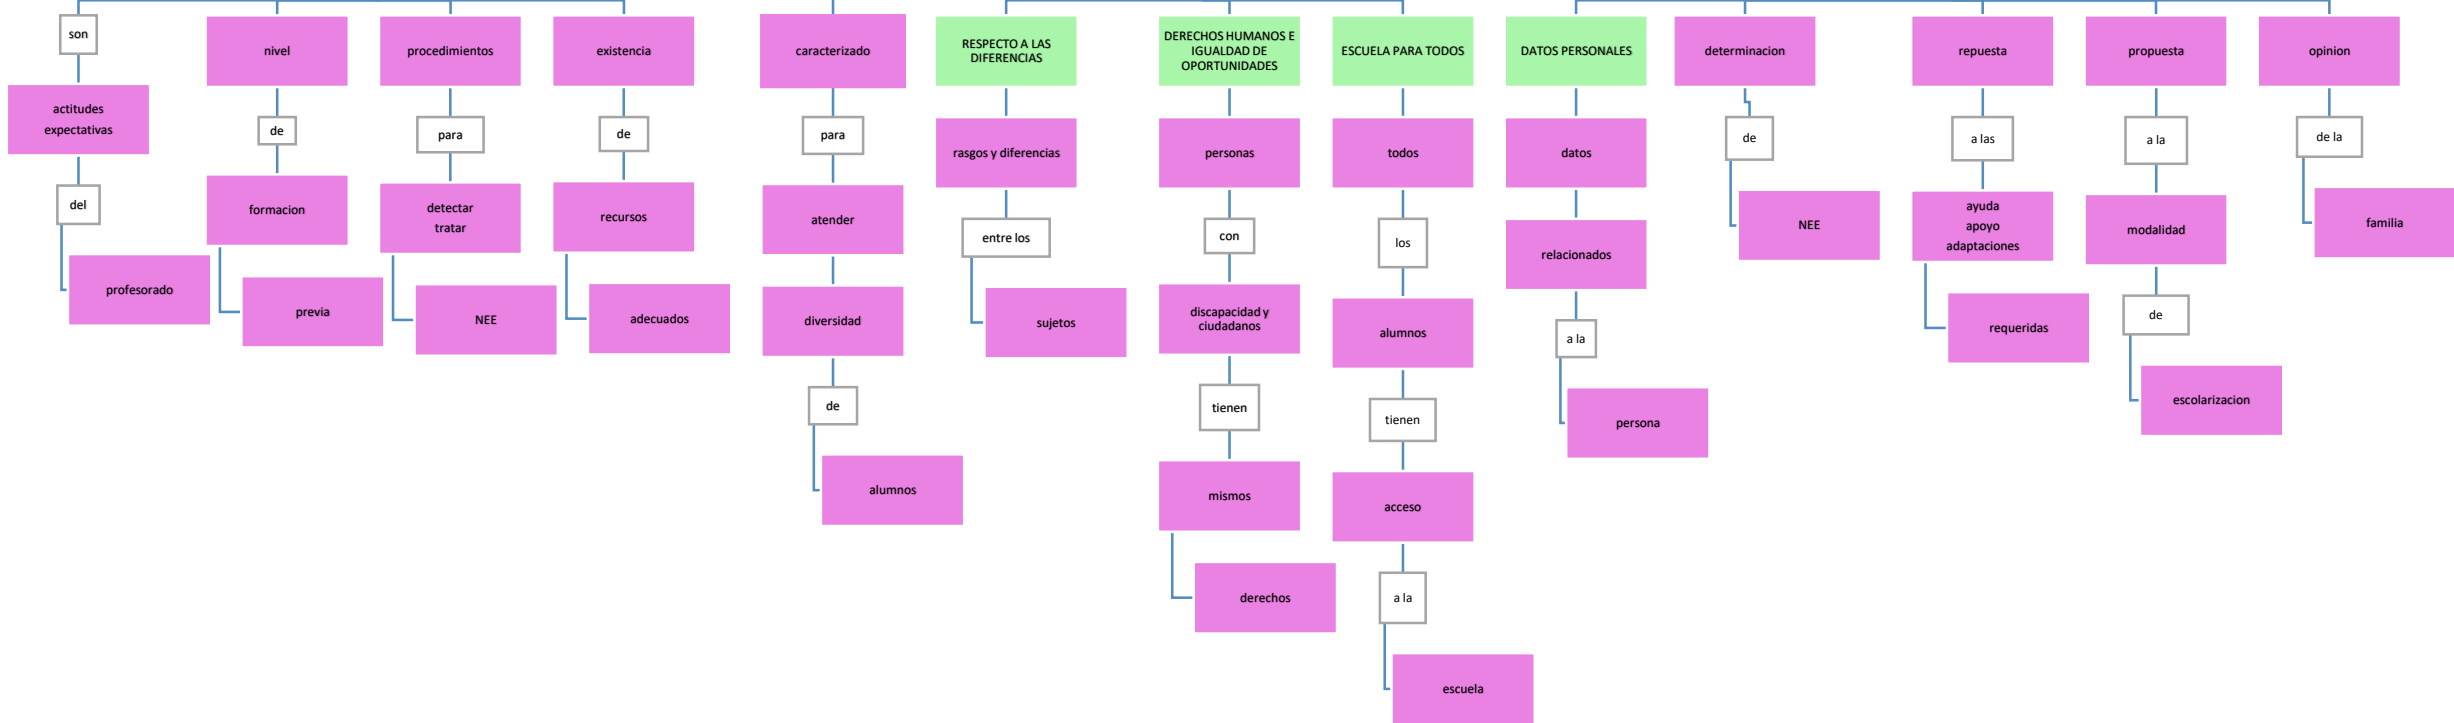 son
actitudes
expectativas
del
profesorado
nivel
de
formacion
previa
procedimientos
para
detectar
tratar
NEE
existencia
de
recursos
adecuados
caracterizado
para
atender
diversidad
de
alumnos
RESPECTO A LAS
DIFERENCIAS
rasgos y diferencias
entre los
sujetos
DERECHOS HUMANOS E
IGUALDAD DE
OPORTUNIDADES
personas
con
discapacidad y
ciudadanos
tienen
mismos
derechos
ESCUELA PARA TODOS
todos
los
alumnos
tienen
acceso
a la
escuela
DATOS PERSONALES
datos
relacionados
a la
persona
determinacion
de
NEE
repuesta
a las
ayuda
apoyo
adaptaciones
requeridas
propuesta
a la
modalidad
de
escolarizacion
opinion
de la
familia